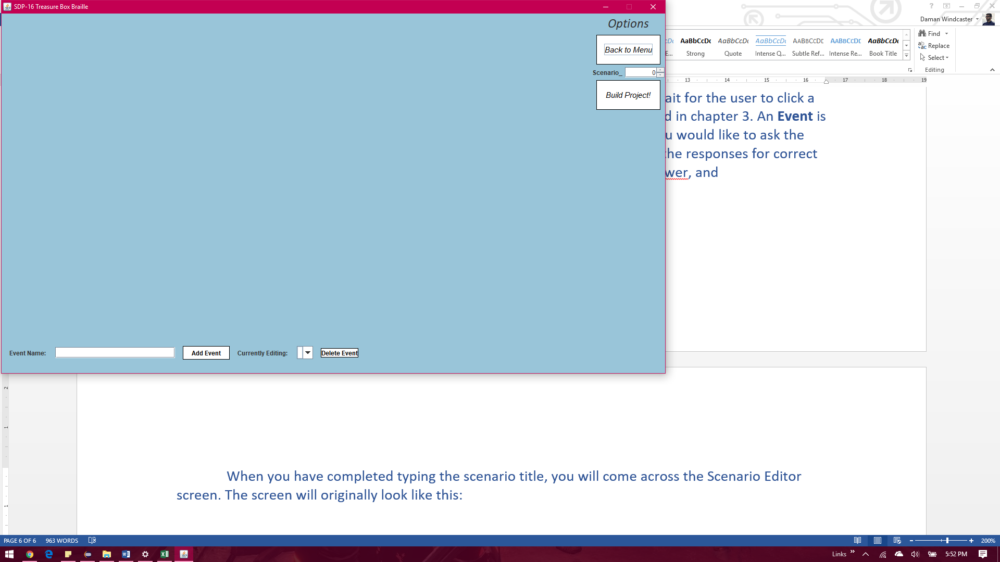 SDP-16 Treasure Box Braille
Options
Back to Menu
Scenario_ 0
Build Project!
Event Name:
Add Event
Currently Editing:
Delete Event
Daman Windcaster
AaBbCcDc AaBbCcDc AaBbCcDc AABBCCDE AABBCCDE AaBbCcDc
E... Strong Quote Intense Q... Subtle Ref... Intense Re... Book Title
Find
Replace
Select
Editing
13 14 15 16 17 18 19
ait for the user to click a
d in chapter 3. An Event is
u would like to ask the
the responses for correct
wer, and
2
1
1
When you have completed typing the scenario title, you will come across the Scenario Editor
screen. The screen will originally look like this:
PAGE 6 OF 6 963 WORDS
200%
Links
5:52 PM